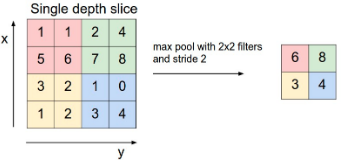 Single depth slice
x
1 1 2 4
5 6 7 8
3 2 1 0
1 2 3 4
y
max pool with 2x2 filters
and stride 2
6 8
3 4